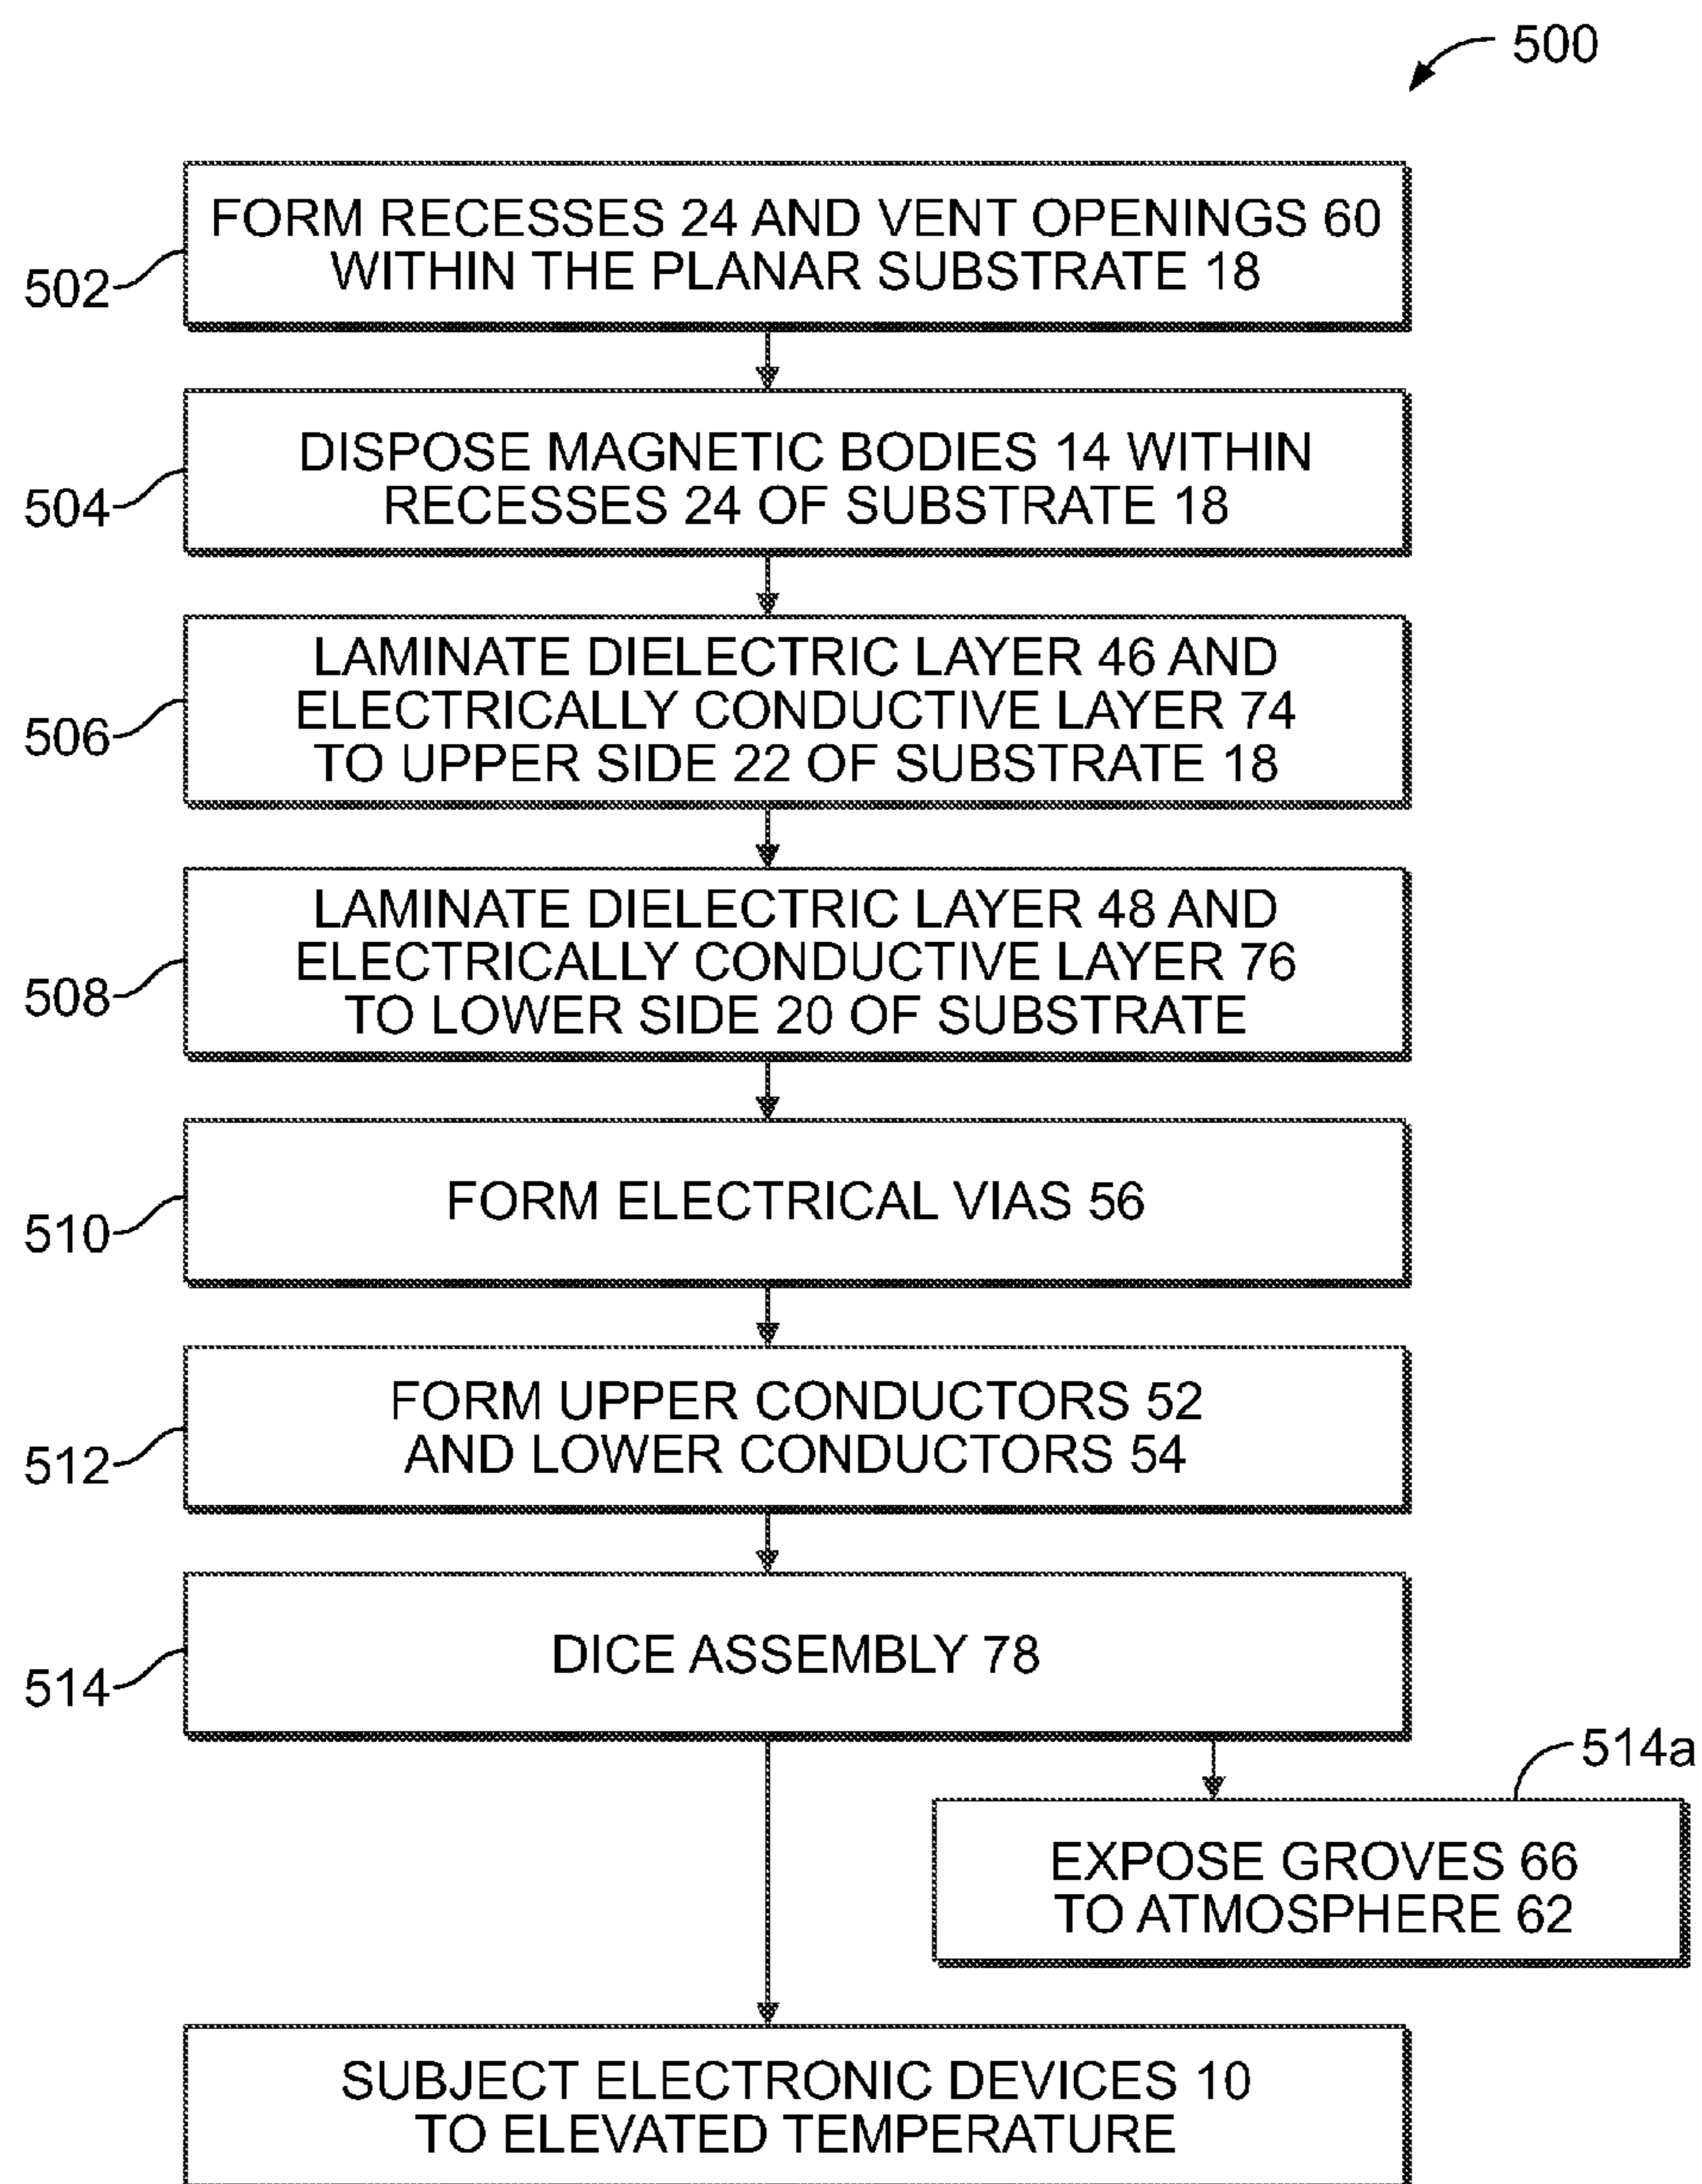 500
FORM RECESSES 24 AND VENT OPENINGS 60
WITHIN THE PLANAR SUBSTRATE 18
502
DISPOSE MAGNETIC BODIES 14 WITHIN
RECESSES 24 OF SUBSTRATE 18
504
LAMINATE DIELECTRIC LAYER 46 AND
ELECTRICALLY CONDUCTIVE LAYER 74
TO UPPER SIDE 22 OF SUBSTRATE 18
506
LAMINATE DIELECTRIC LAYER 48 AND
ELECTRICALLY CONDUCTIVE LAYER 76
TO LOWER SIDE 20 OF SUBSTRATE
508
FORM ELECTRICAL VIAS 56
510
FORM UPPER CONDUCTORS 52
AND LOWER CONDUCTORS 54
512
DICE ASSEMBLY 78
514
514a
EXPOSE GROVES 66
TO ATMOSPHERE 62
SUBJECT ELECTRONIC DEVICES 10
TO ELEVATED TEMPERATURE